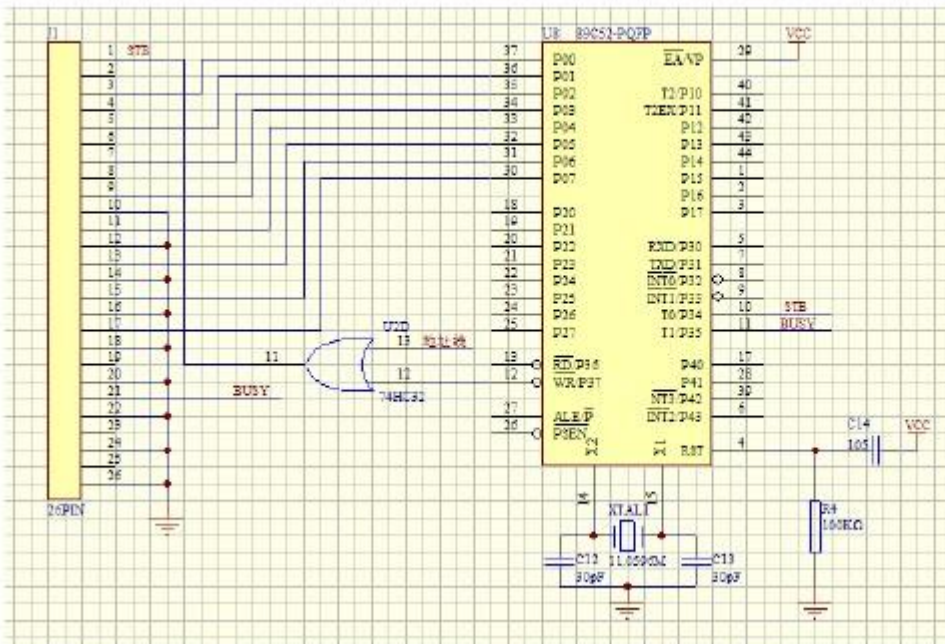 J1
1 STB
2
3
4
5
6
7
8
9
10
11
12
13
14
15
16
17
18
19
20
21 BUSY
22
23
24
25
26
26PIN
U2D
11
13 地址线
12
74HC32
U8 89C52-PQFP
37 P00
36 P01
35 P02
34 P03
33 P04
32 P05
31 P06
30 P07
18 P20
19 P21
20 P22
21 P23
22 P24
23 P25
24 P26
25 P27
13 RD/P36
12 WR/P37
27 ALE/P
26 PSEN
EA/VP 29 VCC
T2/P10 40
T2EX/P11 41
P12 42
P13 43
P14 44
P15 1
P16 2
P17 3
RXD/P30 5
TXD/P31 7
INT0/P32 8
INT1/P33 9
T0/P34 10 STB
T1/P35 11 BUSY
P40 17
P41 28
P42 39
INT2/P43 6
RST 4
X2 X1
14 15
XTAL1
11.0596M
C12
30pF
C13
30pF
C14
105
VCC
R4
100KΩ